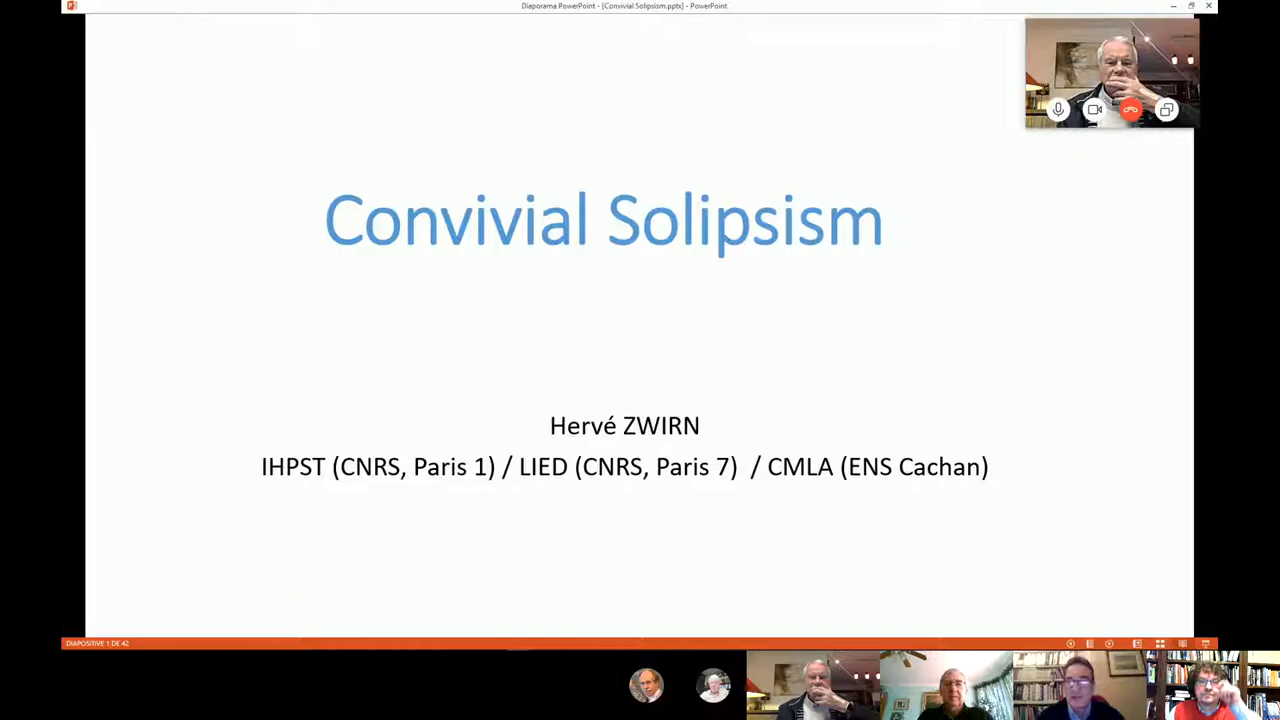 Diaporama PowerPoint - [Convivial Solipsism.pptx] - PowerPoint
Convivial Solipsism
Hervé ZWIRN
IHPST (CNRS, Paris 1) / LIED (CNRS, Paris 7) / CMLA (ENS Cachan)
DIAPOSITIVE 1 DE 42